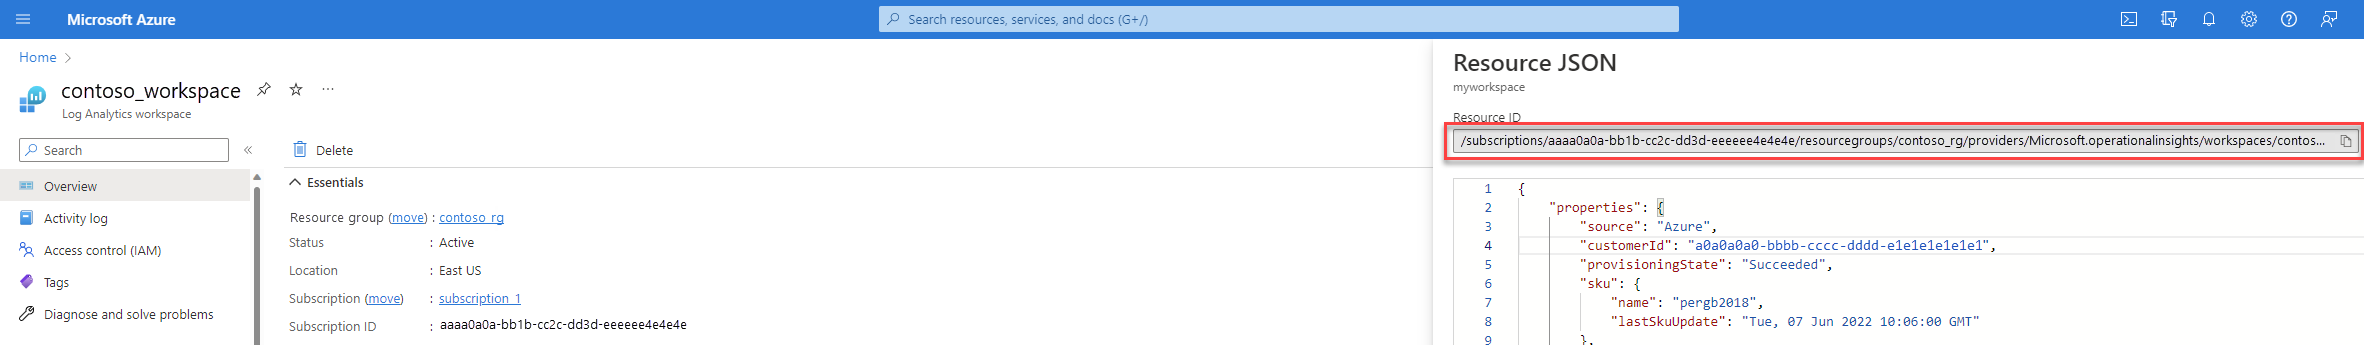 Microsoft Azure
Search resources, services, and docs (G+/)
Home
contoso_workspace
Log Analytics workspace
Search
Overview
Activity log
Access control (IAM)
Tags
Diagnose and solve problems
Delete
Essentials
Resource group (move) : contoso_rg
Status : Active
Location : East US
Subscription (move) : subscription_1
Subscription ID : aaaa0a0a-bb1b-cc2c-dd3d-eeeeee4e4e4e
Resource JSON
myworkspace
Resource ID
/subscriptions/aaaa0a0a-bb1b-cc2c-dd3d-eeeeee4e4e4e/resourcegroups/contoso_rg/providers/Microsoft.operationalinsights/workspaces/contos...
1 {
2 "properties": {
3 "source": "Azure",
4 "customerId": "a0a0a0a0-bbbb-cccc-dddd-e1e1e1e1e1e1",
5 "provisioningState": "Succeeded",
6 "sku": {
7 "name": "pergb2018",
8 "lastSkuUpdate": "Tue, 07 Jun 2022 10:06:00 GMT"
9 },